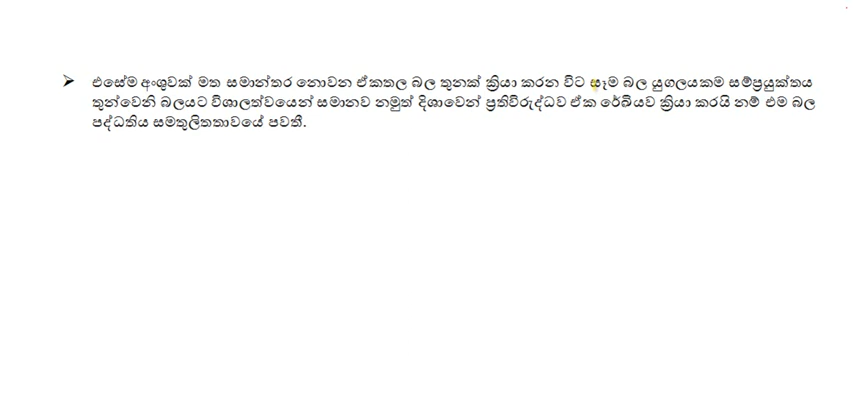 ➤ එසේම අංශුවක් මත සමාන්තර නොවන ඒකතල බල තුනක් ක්‍රියා කරන විට සෑම බල යුගලයකම සම්ප්‍රයුක්තය
තුන්වෙනි බලයට විශාලත්වයෙන් සමානව නමුත් දිශාවෙන් ප්‍රතිවිරුද්ධව ඒක රේඛීයව ක්‍රියා කරයි නම් එම බල
පද්ධතිය සමතුලිතතාවයේ පවතී.